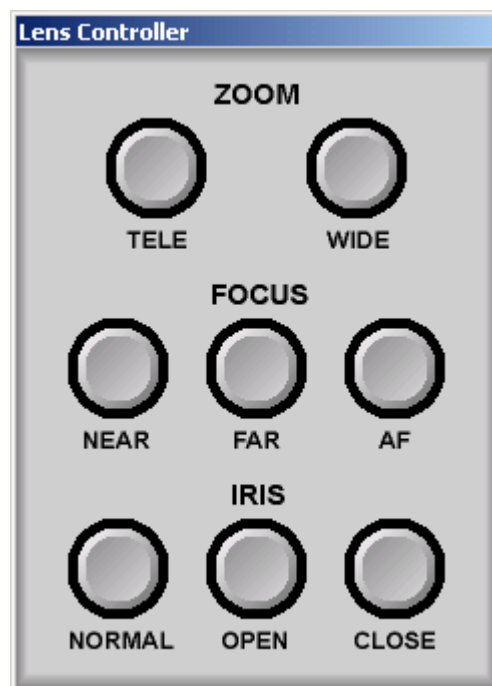 Lens Controller
ZOOM
TELE WIDE
FOCUS
NEAR FAR AF
IRIS
NORMAL OPEN CLOSE